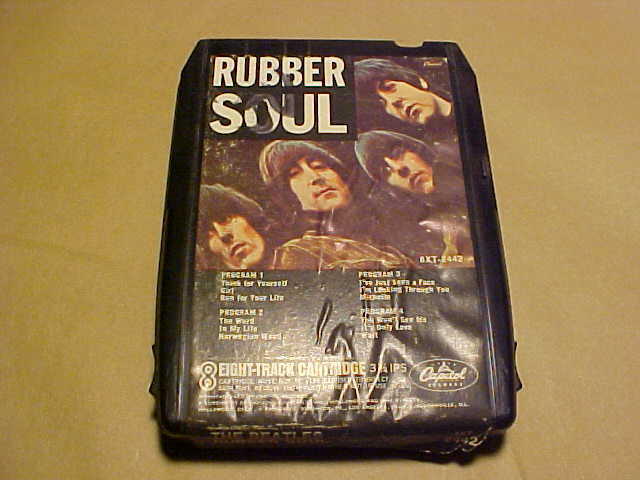 RUBBER
SOUL
8XT-2442
PROGRAM 1
Think for Yourself
Girl
Run for Your Life
PROGRAM 2
The Word
In My Life
Norwegian Wood
PROGRAM 3
I've Just Seen a Face
I'm Looking Through You
Michelle
PROGRAM 4
You Won't See Me
It's Only Love
Wait
8 EIGHT-TRACK CARTRIDGE 3¾ IPS
Capitol
RECORDS
THE BEATLES